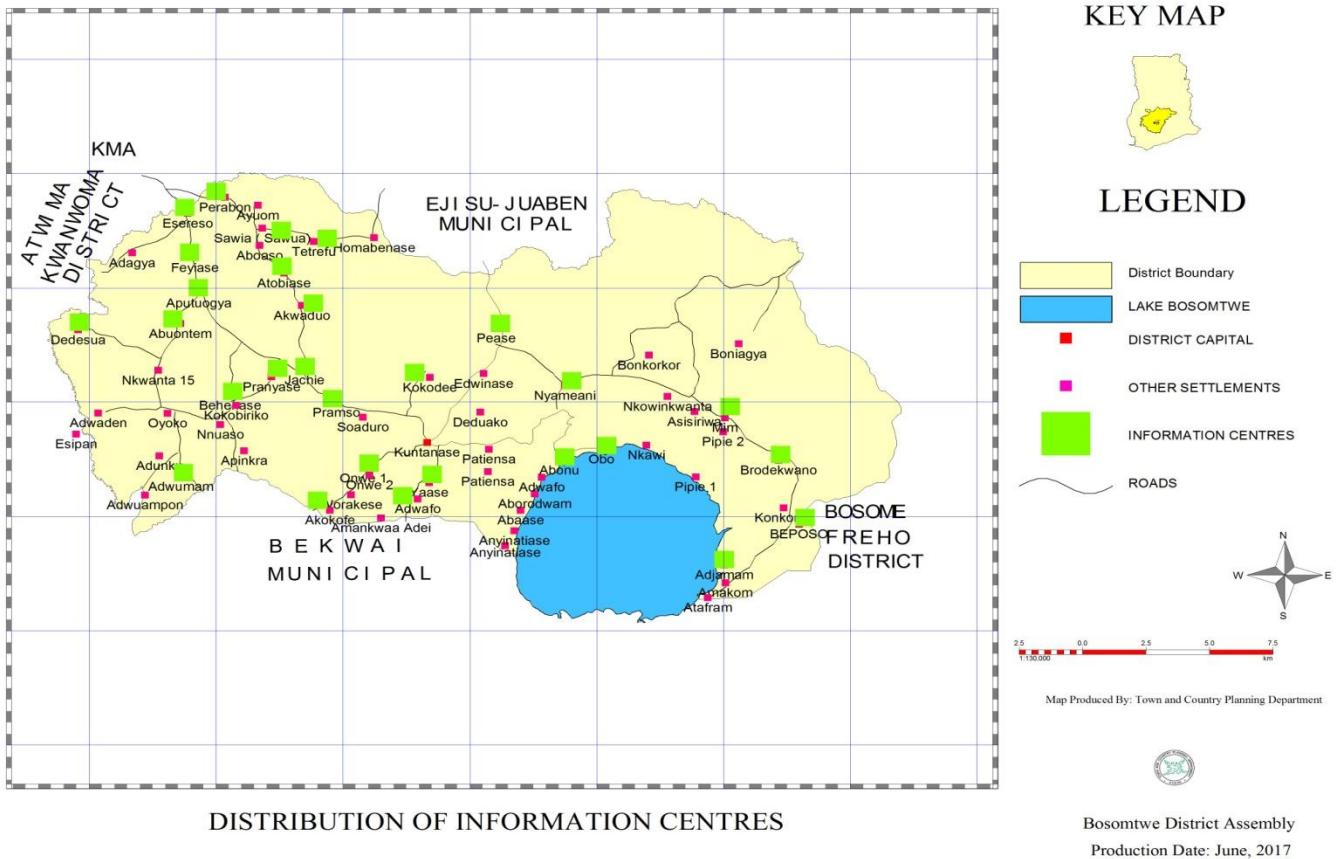 KEY MAP
KMA
ATWIMA
KWANWOMA
DISTRICT
EJISU-JUABEN
MUNICIPAL
Perabon
Esereso
Ayuom
Sawia ( Sawua)
Tetrefu
Homabenase
Aboaso
Adagya
Feyiase
Atobiase
Aputuogya
Akwaduo
Dedesua
Abuontem
Pease
Boniagya
Bonkorkor
Nkwanta 15
Pranyase
Jachie
Kokodee
Edwinase
Nyameani
Behenase
Kokobiriko
Pramso
Nkowinkwanta
Adwaden
Oyoko
Nnuaso
Soaduro
Deduako
Asisiriwa
Mim
Pipie 2
Esipan
Kuntanase
Adunku
Apinkra
Patiensa
Abonu
Obo
Nkawi
Brodekwano
Onwe 1
Onwe 2
Patiensa
Adwumam
Yaase
Adwafo
Pipie 1
Adwuampon
Vorakese
Adwafo
Aborodwam
Akokofe
Amankwaa Adei
Abaase
Konkor
BEPOSO
Anyinatiase
Anyinatiase
BOSOME
FREHO
DISTRICT
BEKWAI
MUNICIPAL
Adjamam
Amakom
Atafram
LEGEND
District Boundary
LAKE BOSOMTWE
DISTRICT CAPITAL
OTHER SETTLEMENTS
INFORMATION CENTRES
ROADS
N
W
E
S
2.5 0.0 2.5 5.0 7.5
1:130,000
km
Map Produced By: Town and Country Planning Department
DISTRIBUTION OF INFORMATION CENTRES
Bosomtwe District Assembly
Production Date: June, 2017